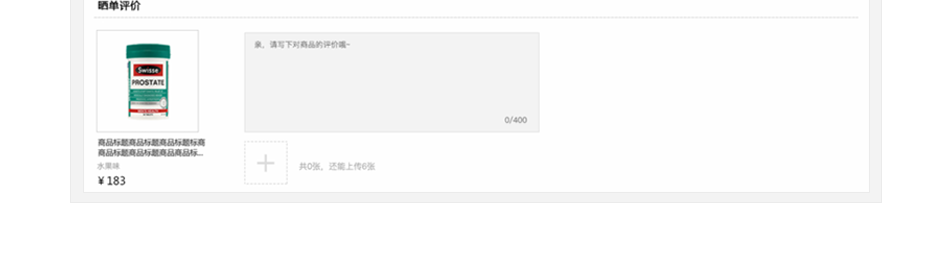 晒单评价
亲，请写下对商品的评价哦~
Swisse
PROSTATE
0/400
商品标题商品标题商品标题标商
商品标题商品标题商品商品标...
水果味
共0张，还能上传6张
¥ 183